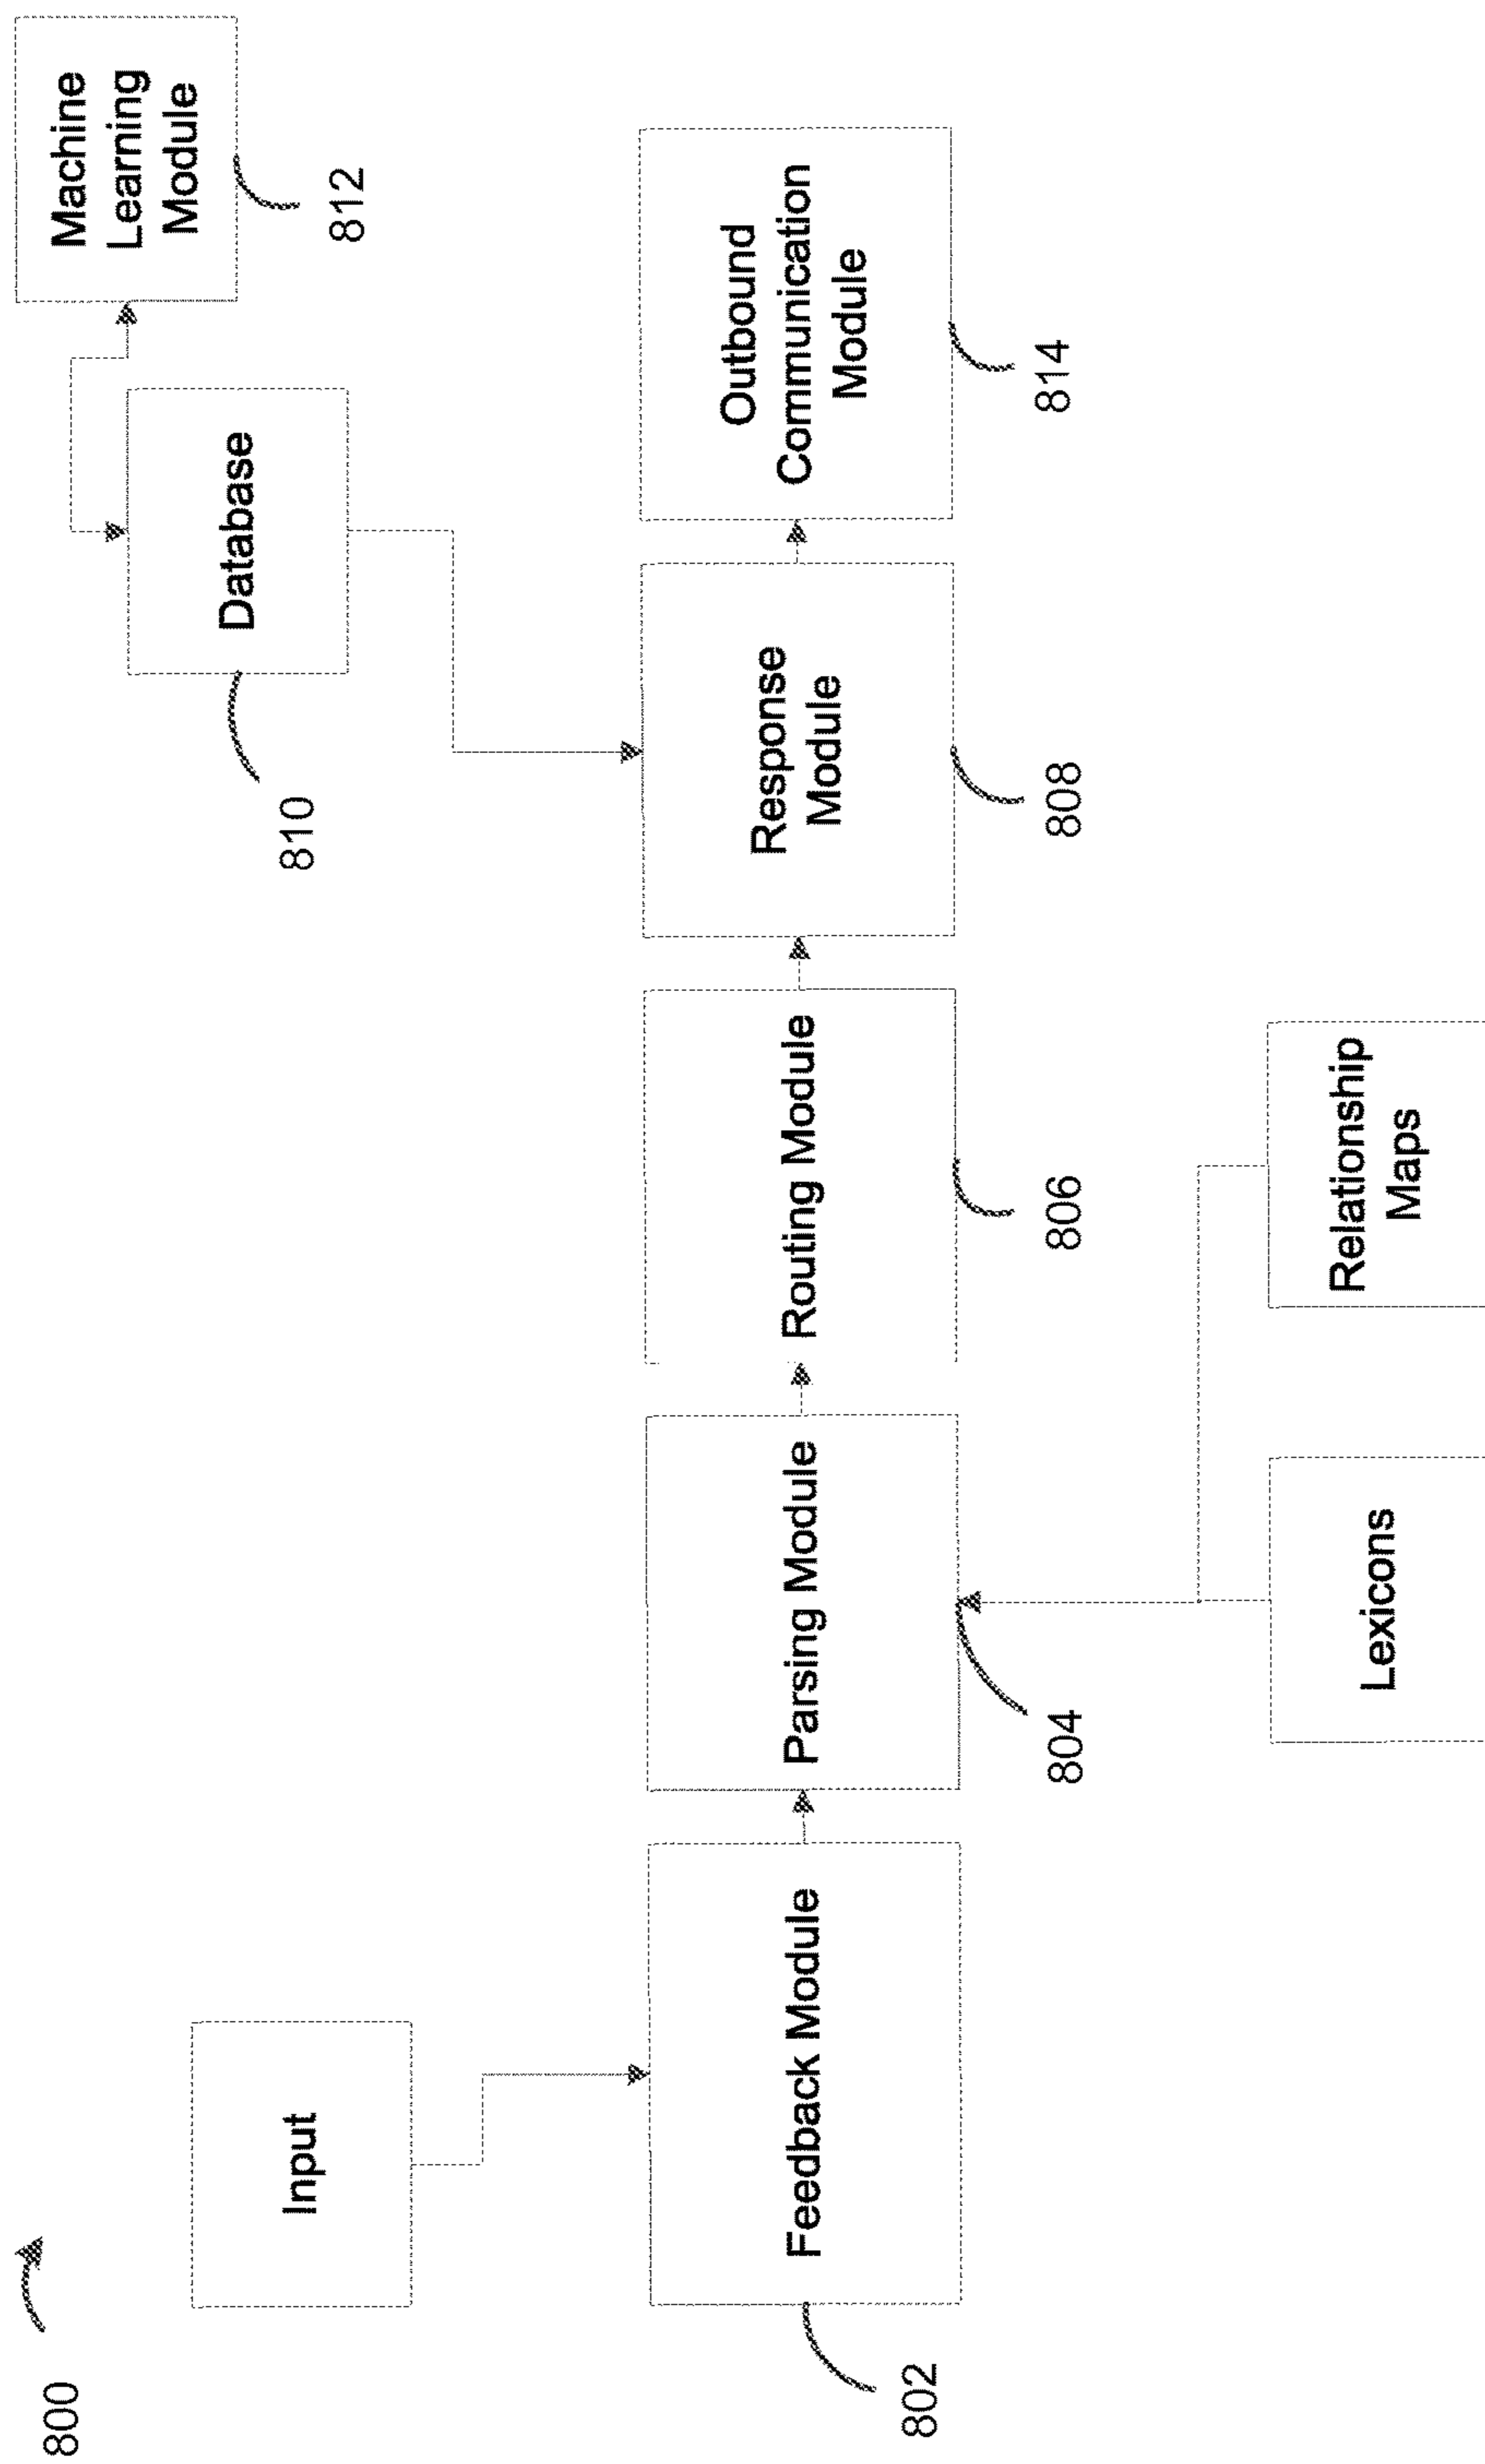 800
Input
Feedback Module
802
Parsing Module
804
Lexicons
Relationship
Maps
Routing Module
806
Response
Module
808
Database
810
Machine
Learning
Module
812
Outbound
Communication
Module
814